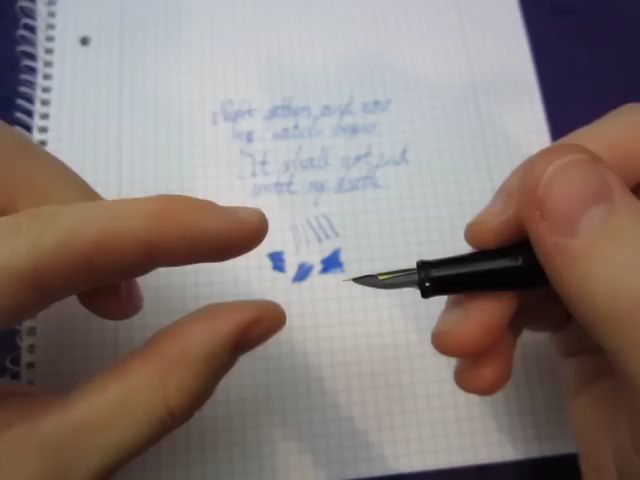 Night gathers, and now
my watch begins
It shall not end
until my death